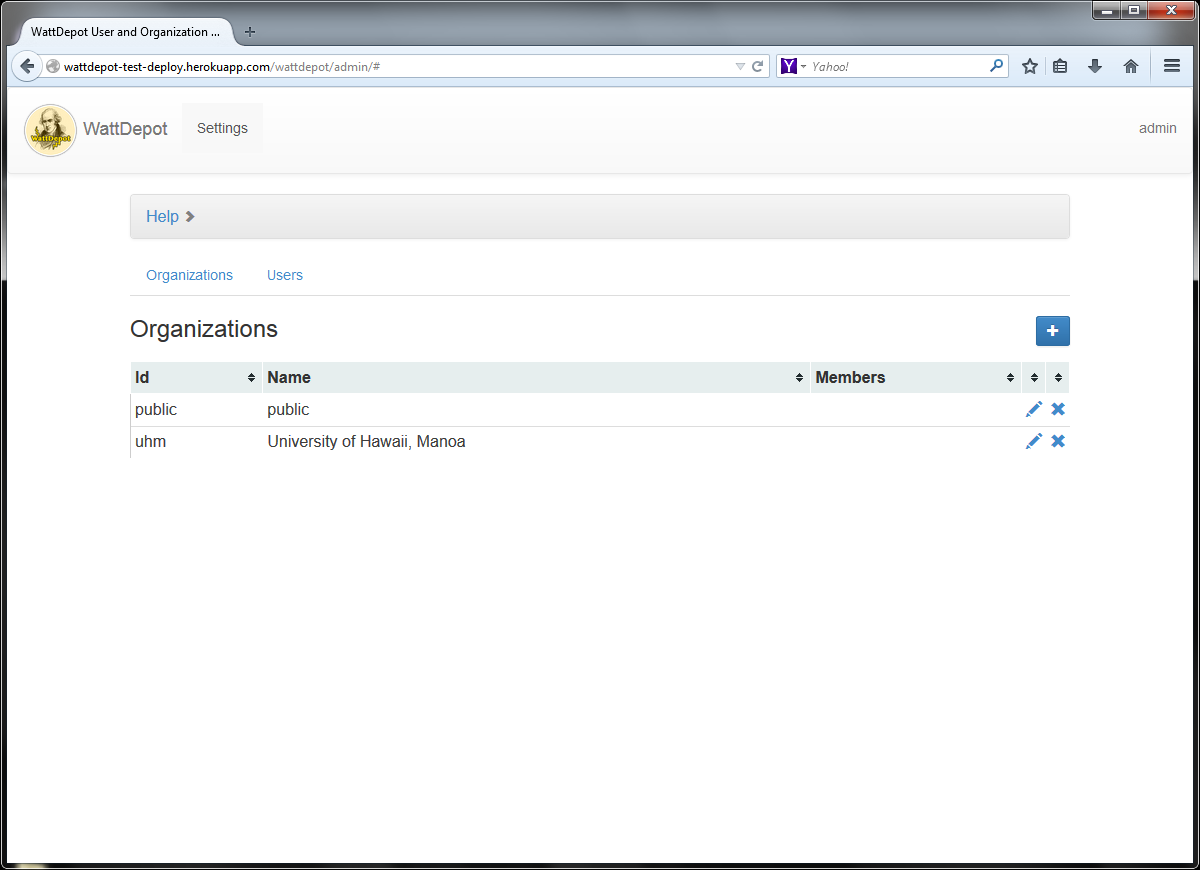 WattDepot User and Organization ...
wattdepot-test-deploy.herokuapp.com/wattdepot/admin/#
Y Yahoo!
WattDepot
WattDepot Settings admin
Help
Organizations Users
Organizations
Id Name Members
public public
uhm University of Hawaii, Manoa